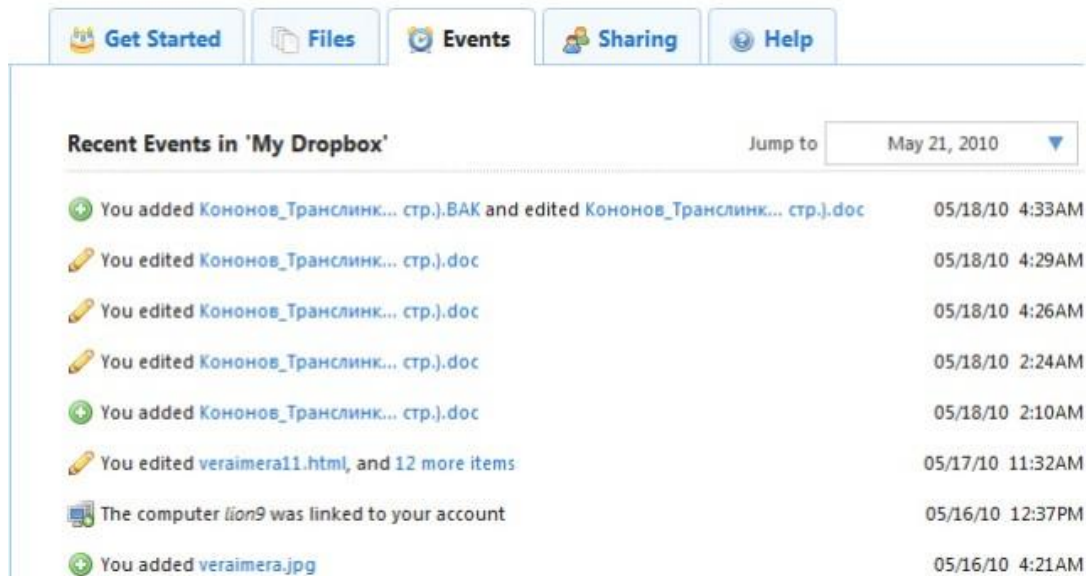 Get Started Files Events Sharing Help
Recent Events in 'My Dropbox' Jump to May 21, 2010
You added Кононов_Транслинк... стр.).BAK and edited Кононов_Транслинк... стр.).doc 05/18/10 4:33AM
You edited Кононов_Транслинк... стр.).doc 05/18/10 4:29AM
You edited Кононов_Транслинк... стр.).doc 05/18/10 4:26AM
You edited Кононов_Транслинк... стр.).doc 05/18/10 2:24AM
You added Кононов_Транслинк... стр.).doc 05/18/10 2:10AM
You edited veraimera11.html, and 12 more items 05/17/10 11:32AM
The computer lion9 was linked to your account 05/16/10 12:37PM
You added veraimera.jpg 05/16/10 4:21AM